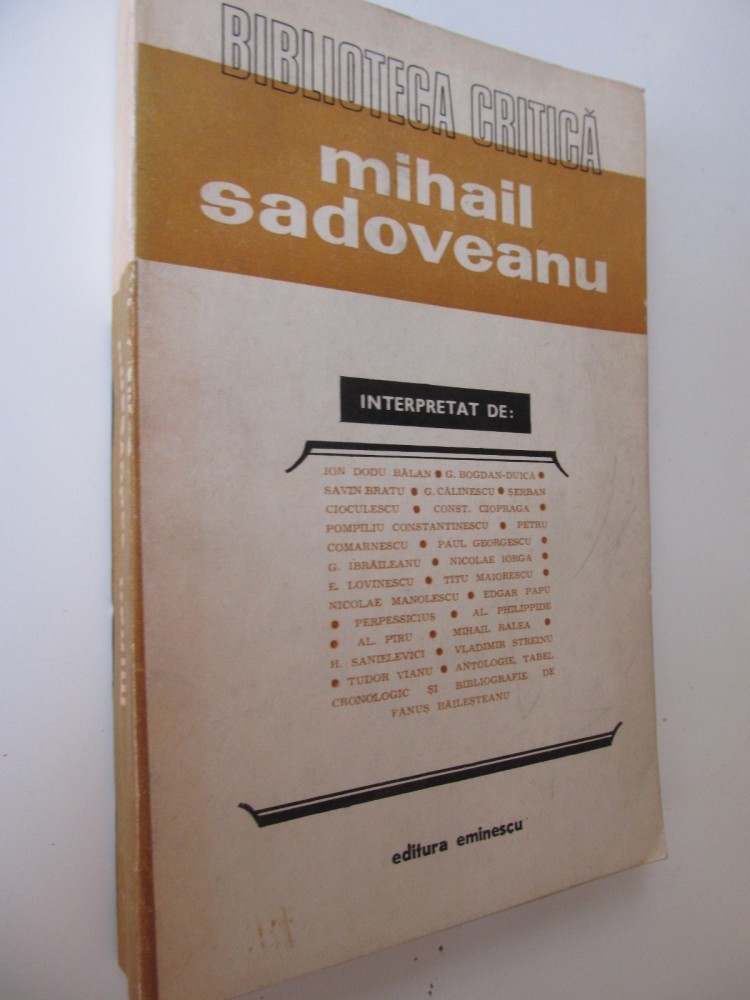 BIBLIOTECA CRITICĂ
mihail
sadoveanu
INTERPRETAT DE:
ION DODU BĂLAN ● G. BOGDAN-DUICĂ ●
SAVIN BRATU ● G. CĂLINESCU ● ȘERBAN
CIOCULESCU ● CONST. CIOPRAGA ●
POMPILIU CONSTANTINESCU ● PETRU
COMARNESCU ● PAUL GEORGESCU ●
G. IBRĂILEANU ● NICOLAE IORGA ●
E. LOVINESCU ● TITU MAIORESCU ●
NICOLAE MANOLESCU ● EDGAR PAPU
● PERPESSICIUS ● AL. PHILIPPIDE
● AL. PIRU ● MIHAIL RALEA ●
H. SANIELEVICI ● VLADIMIR STREINU
● TUDOR VIANU ● ANTOLOGIE, TABEL
CRONOLOGIC ȘI BIBLIOGRAFIE DE
FĂNUȘ BĂILEȘTEANU
editura eminescu